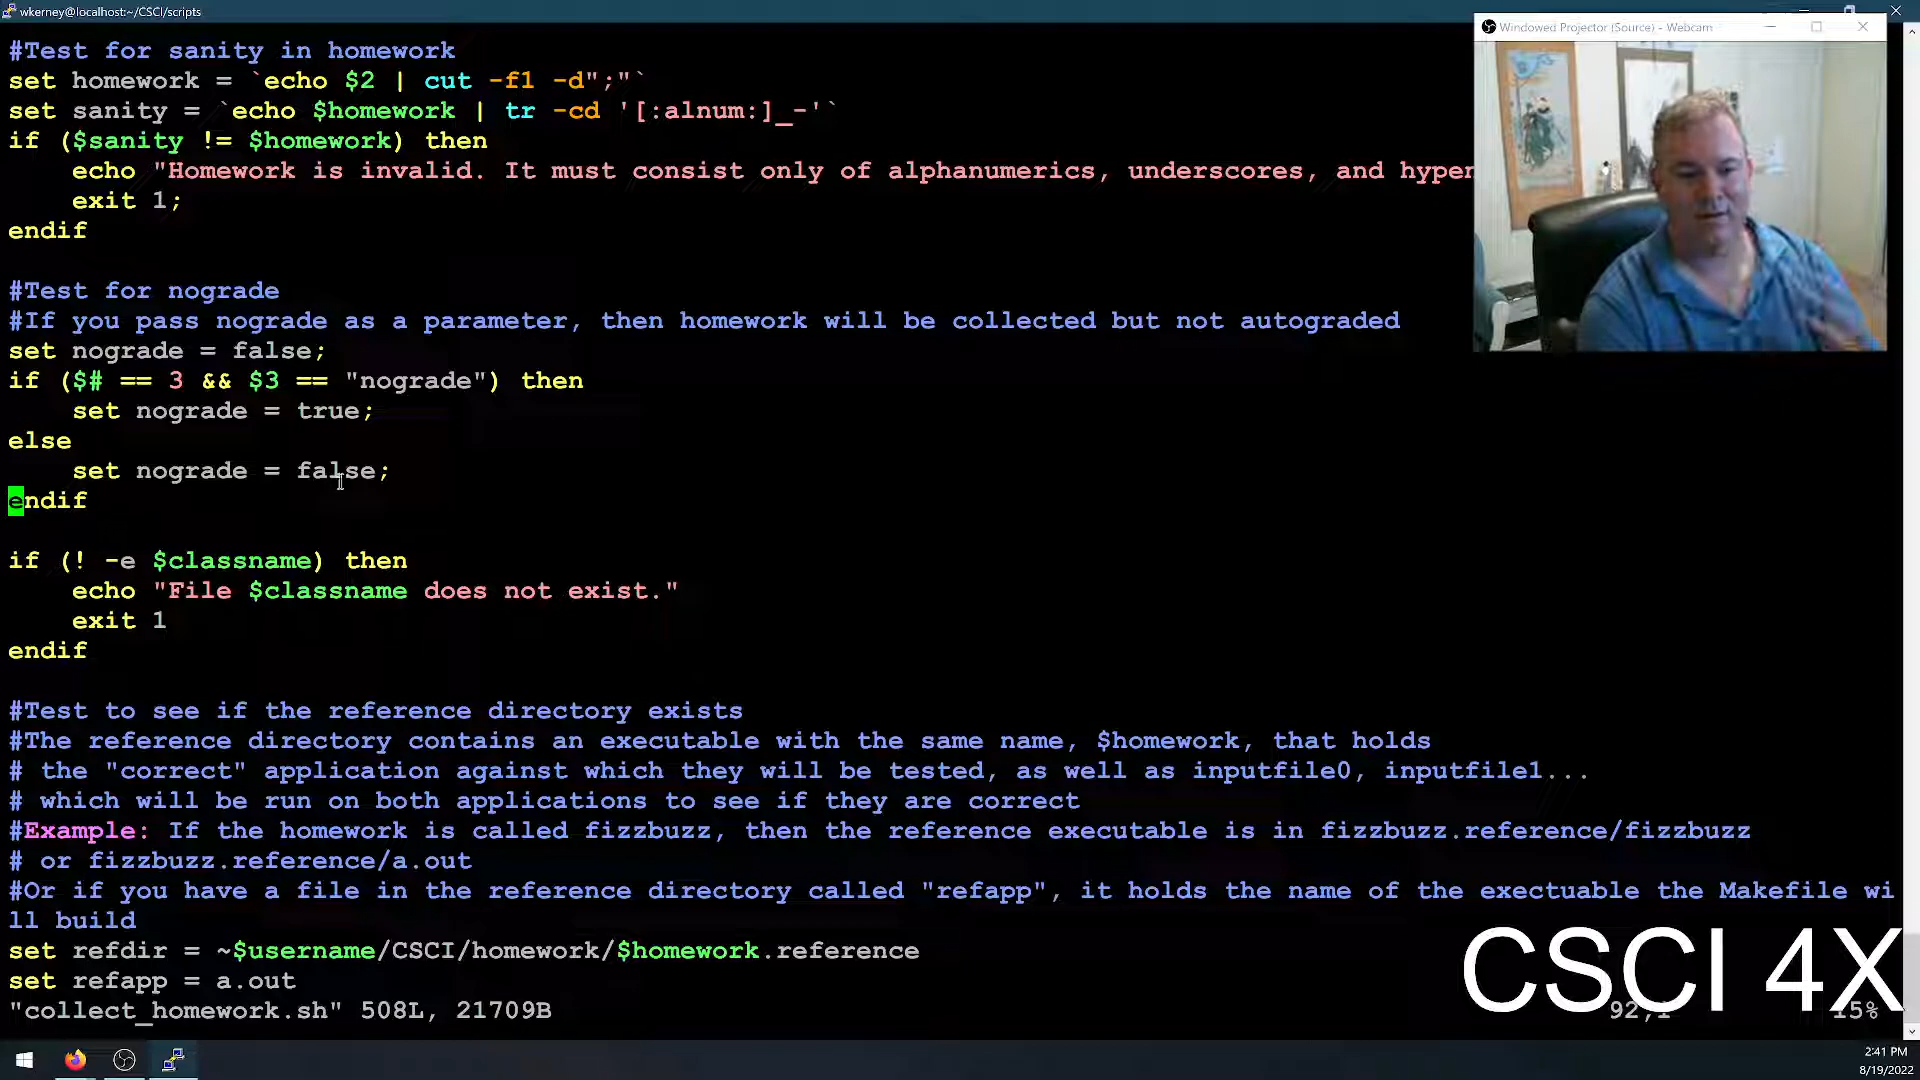 wkerney@localhost:~/CSCI/scripts
Windowed Projector (Source) - Webcam
#Test for sanity in homework
set homework = `echo $2 | cut -f1 -d";"`
set sanity = `echo $homework | tr -cd '[:alnum:]_-'`
if ($sanity != $homework) then
echo "Homework is invalid. It must consist only of alphanumerics, underscores, and hyper
exit 1;
endif
#Test for nograde
#If you pass nograde as a parameter, then homework will be collected but not autograded
set nograde = false;
if ($# == 3 && $3 == "nograde") then
set nograde = true;
else
set nograde = false;
endif
if (! -e $classname) then
echo "File $classname does not exist."
exit 1
endif
#Test to see if the reference directory exists
#The reference directory contains an executable with the same name, $homework, that holds
# the "correct" application against which they will be tested, as well as inputfile0, inputfile1...
# which will be run on both applications to see if they are correct
#Example: If the homework is called fizzbuzz, then the reference executable is in fizzbuzz.reference/fizzbuzz
# or fizzbuzz.reference/a.out
#Or if you have a file in the reference directory called "refapp", it holds the name of the exectuable the Makefile wi
ll build
set refdir = ~$username/CSCI/homework/$homework.reference
set refapp = a.out
"collect_homework.sh" 508L, 21709B
92,1
15%
CSCI 4X
2:41 PM
8/19/2022